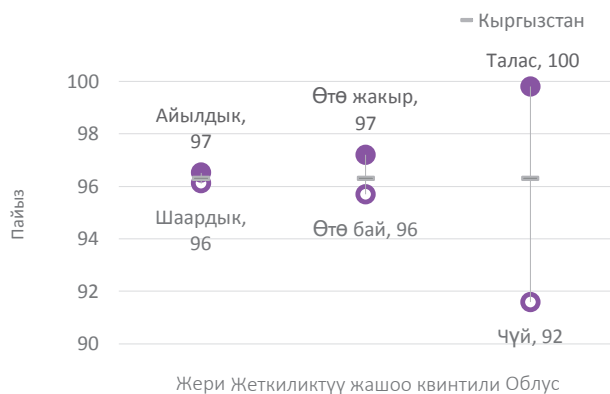 Кыргызстан
Талас, 100
Өтө жакыр,
97
Айылдык,
97
100
98
96
94
92
90
Пайыз
Шаардык,
96
Өтө бай, 96
Чүй, 92
Жери Жеткиликтүү жашоо квинтили Облус